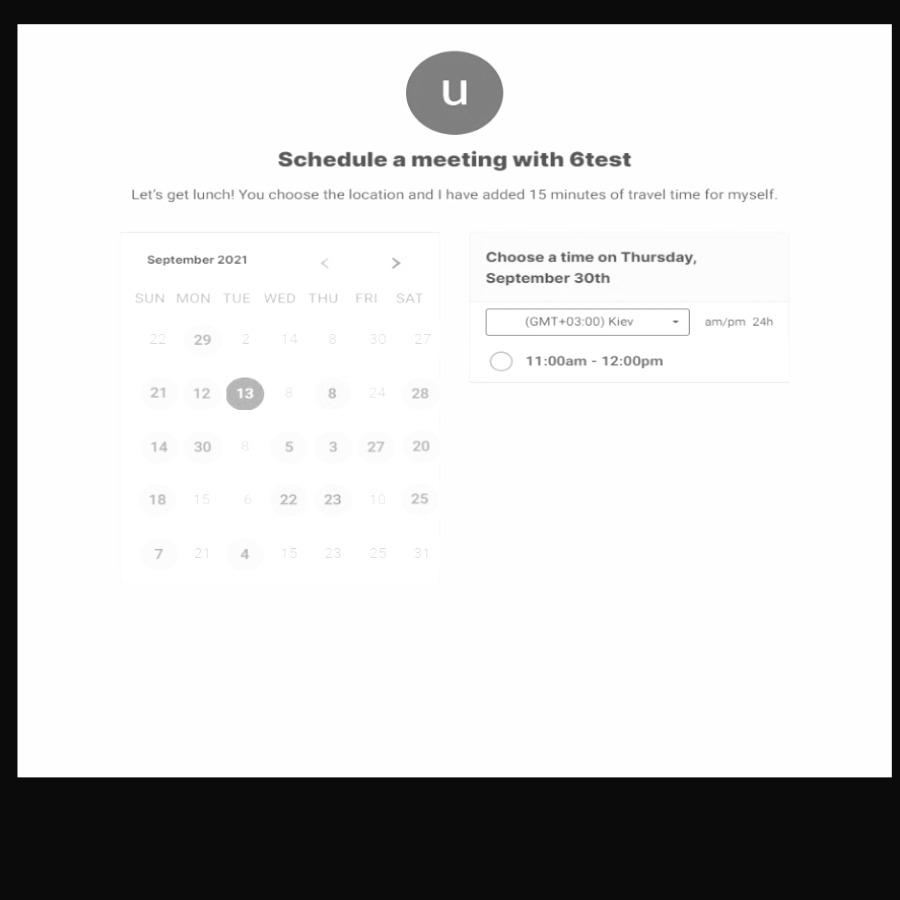 u
Schedule a meeting with 6test
Let's get lunch! You choose the location and I have added 15 minutes of travel time for myself.
September 2021 < >
SUN MON TUE WED THU FRI SAT
22 29 2 14 8 30 27
21 12 13 8 8 24 28
14 30 8 5 3 27 20
18 15 6 22 23 10 25
7 21 4 15 23 25 31
Choose a time on Thursday,
September 30th
(GMT+03:00) Kiev am/pm 24h
11:00am - 12:00pm